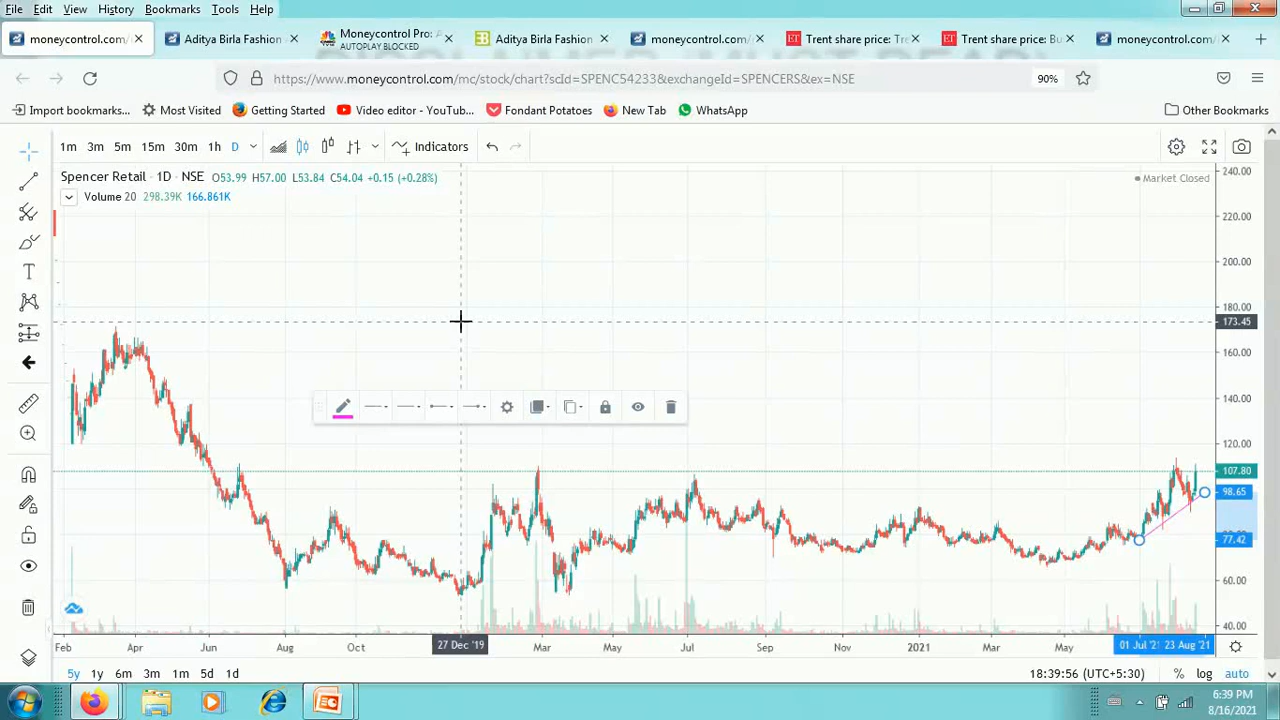 File Edit View History Bookmarks Tools Help
moneycontrol.com/ Aditya Birla Fashion Moneycontrol Pro: AUTOPLAY BLOCKED Aditya Birla Fashion moneycontrol.com/ Trent share price: Tre Trent share price: Bu moneycontrol.com/
https://www.moneycontrol.com/mc/stock/chart?scId=SPENC54233&exchangeId=SPENCERS&ex=NSE 90%
Import bookmarks... Most Visited Firefox Getting Started Video editor - YouTub... Fondant Potatoes New Tab WhatsApp Other Bookmarks
1m 3m 5m 15m 30m 1h D Indicators
Spencer Retail · 1D · NSE O53.99 H57.00 L53.84 C54.04 +0.15 (+0.28%) Market Closed
Volume 20 298.39K 166.861K
240.00
220.00
200.00
180.00
173.45
160.00
140.00
120.00
107.80
98.65
77.42
60.00
40.00
Feb Apr Jun Aug Oct 27 Dec '19 Mar May Jul Sep Nov 2021 Mar May 01 Jul '21 23 Aug '21
5y 1y 6m 3m 1m 5d 1d 18:39:56 (UTC+5:30) % log auto
6:39 PM
8/16/2021